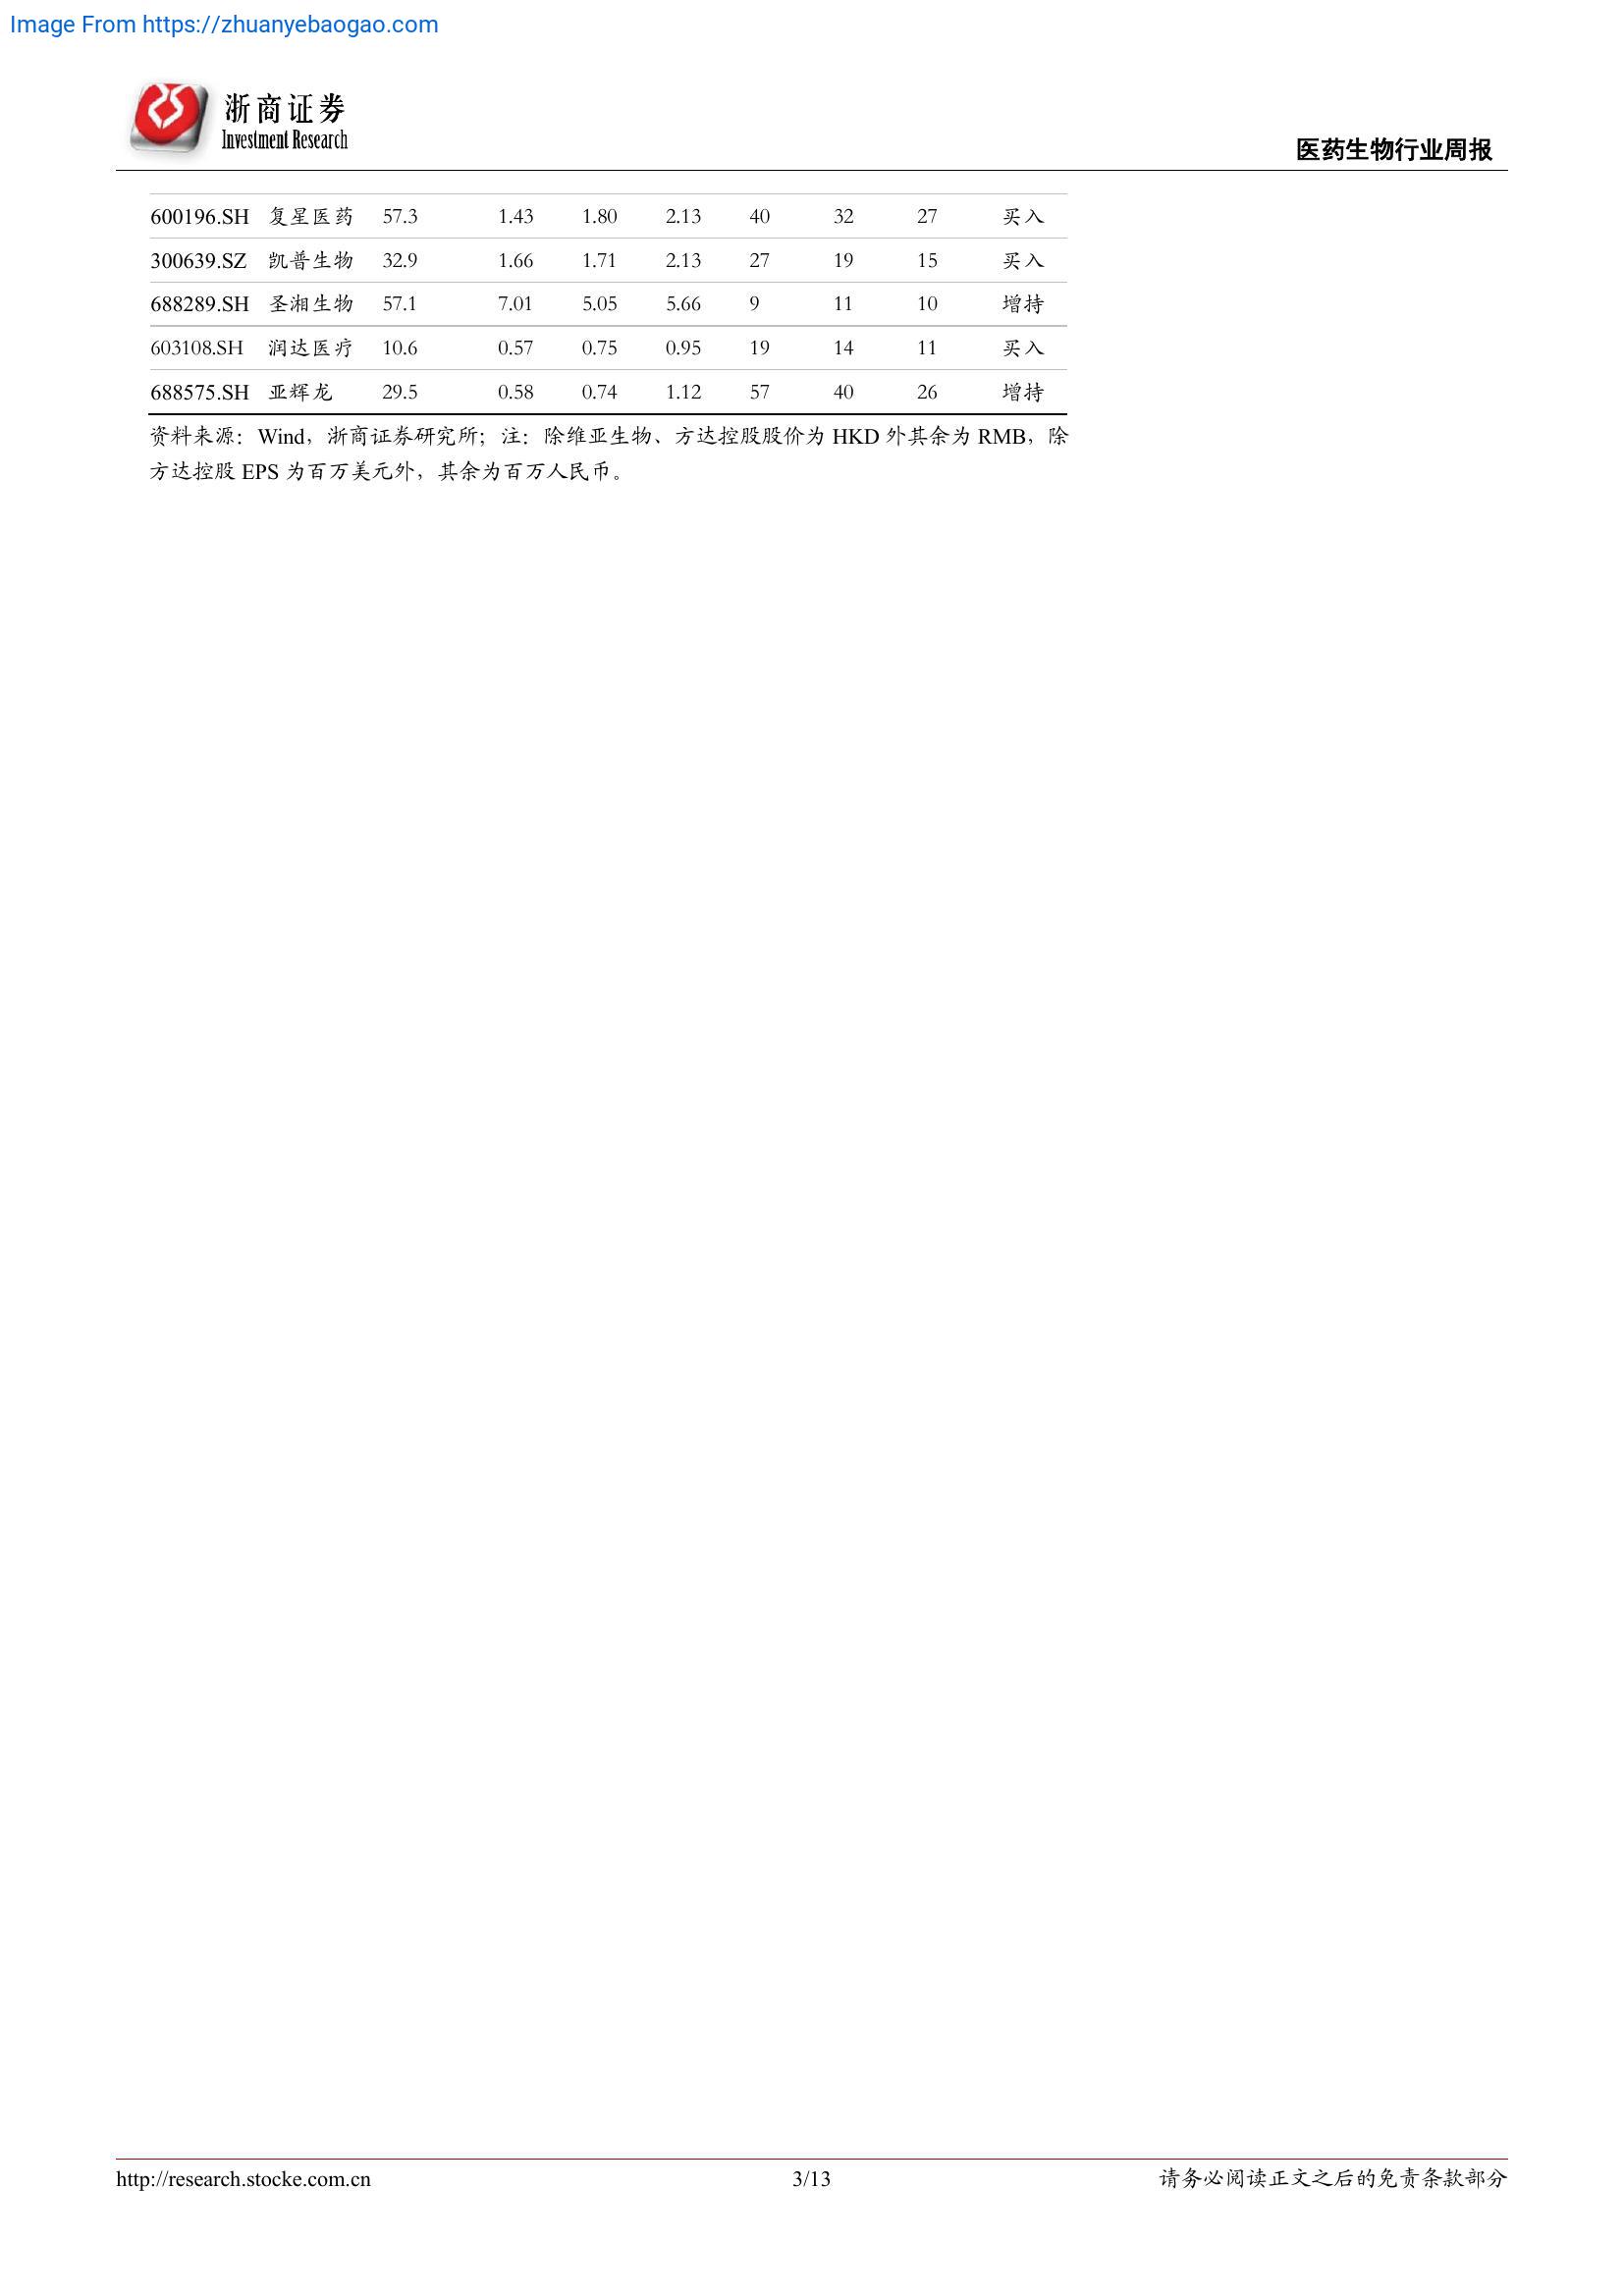 Image From https://zhuanyebaogao.com
浙商证券
Investment Research
医药生物行业周报
600196.SH 复星医药 57.3 1.43 1.80 2.13 40 32 27 买入
300639.SZ 凯普生物 32.9 1.66 1.71 2.13 27 19 15 买入
688289.SH 圣湘生物 57.1 7.01 5.05 5.66 9 11 10 增持
603108.SH 润达医疗 10.6 0.57 0.75 0.95 19 14 11 买入
688575.SH 亚辉龙 29.5 0.58 0.74 1.12 57 40 26 增持
资料来源：Wind，浙商证券研究所；注：除维亚生物、方达控股股价为 HKD 外其余为 RMB，除
方达控股 EPS 为百万美元外，其余为百万人民币。
http://research.stocke.com.cn 3/13 请务必阅读正文之后的免责条款部分